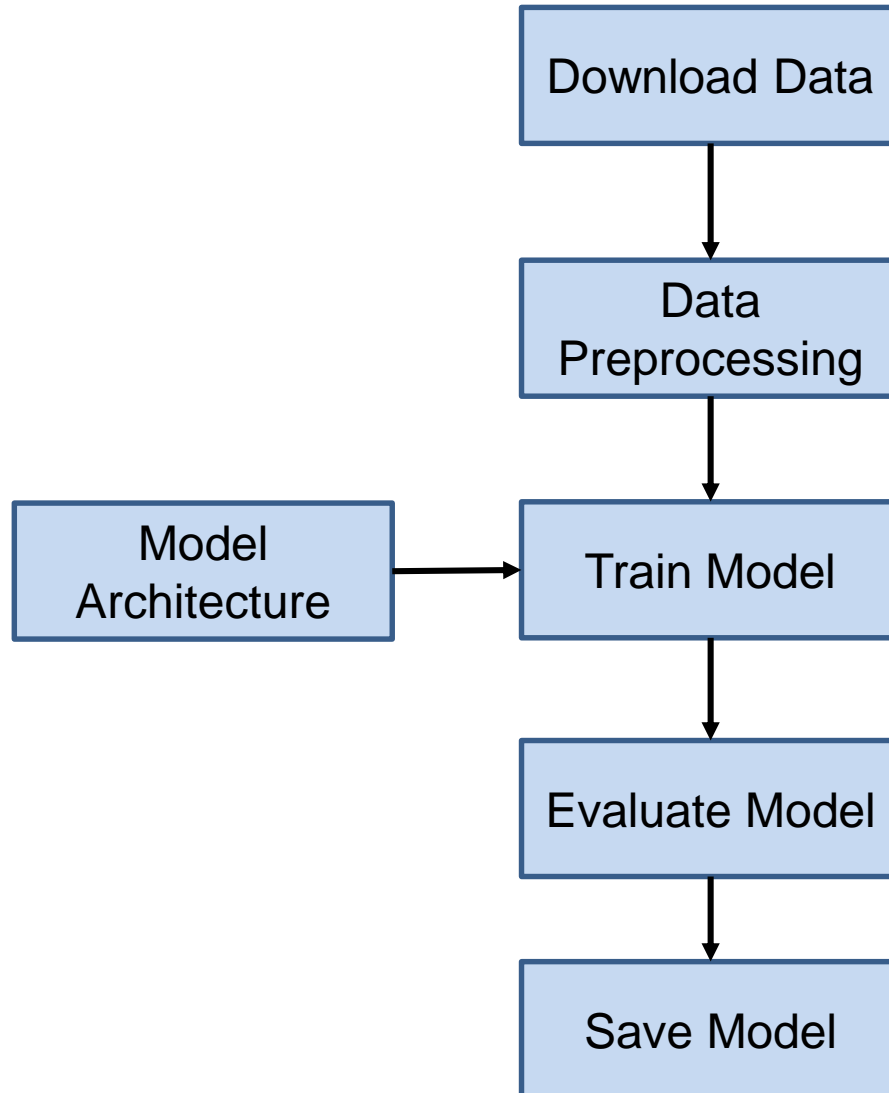 Download Data
Data
Preprocessing
Model
Architecture
Train Model
Evaluate Model
Save Model